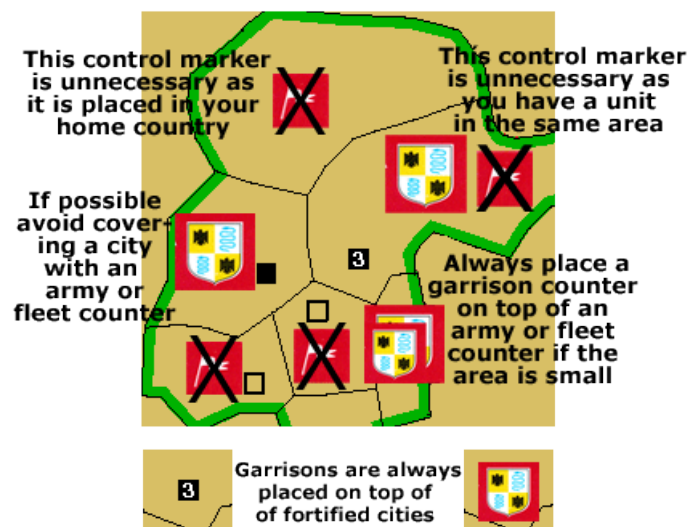 This control marker
is unnecessary as
it is placed in your
home country
This control marker
is unnecessary as
you have a unit
in the same area
If possible
avoid cover-
ing a city
with an
army or
fleet counter
3
Always place a
garrison counter
on top of an
army or fleet
counter if the
area is small
3
Garrisons are always
placed on top of
of fortified cities